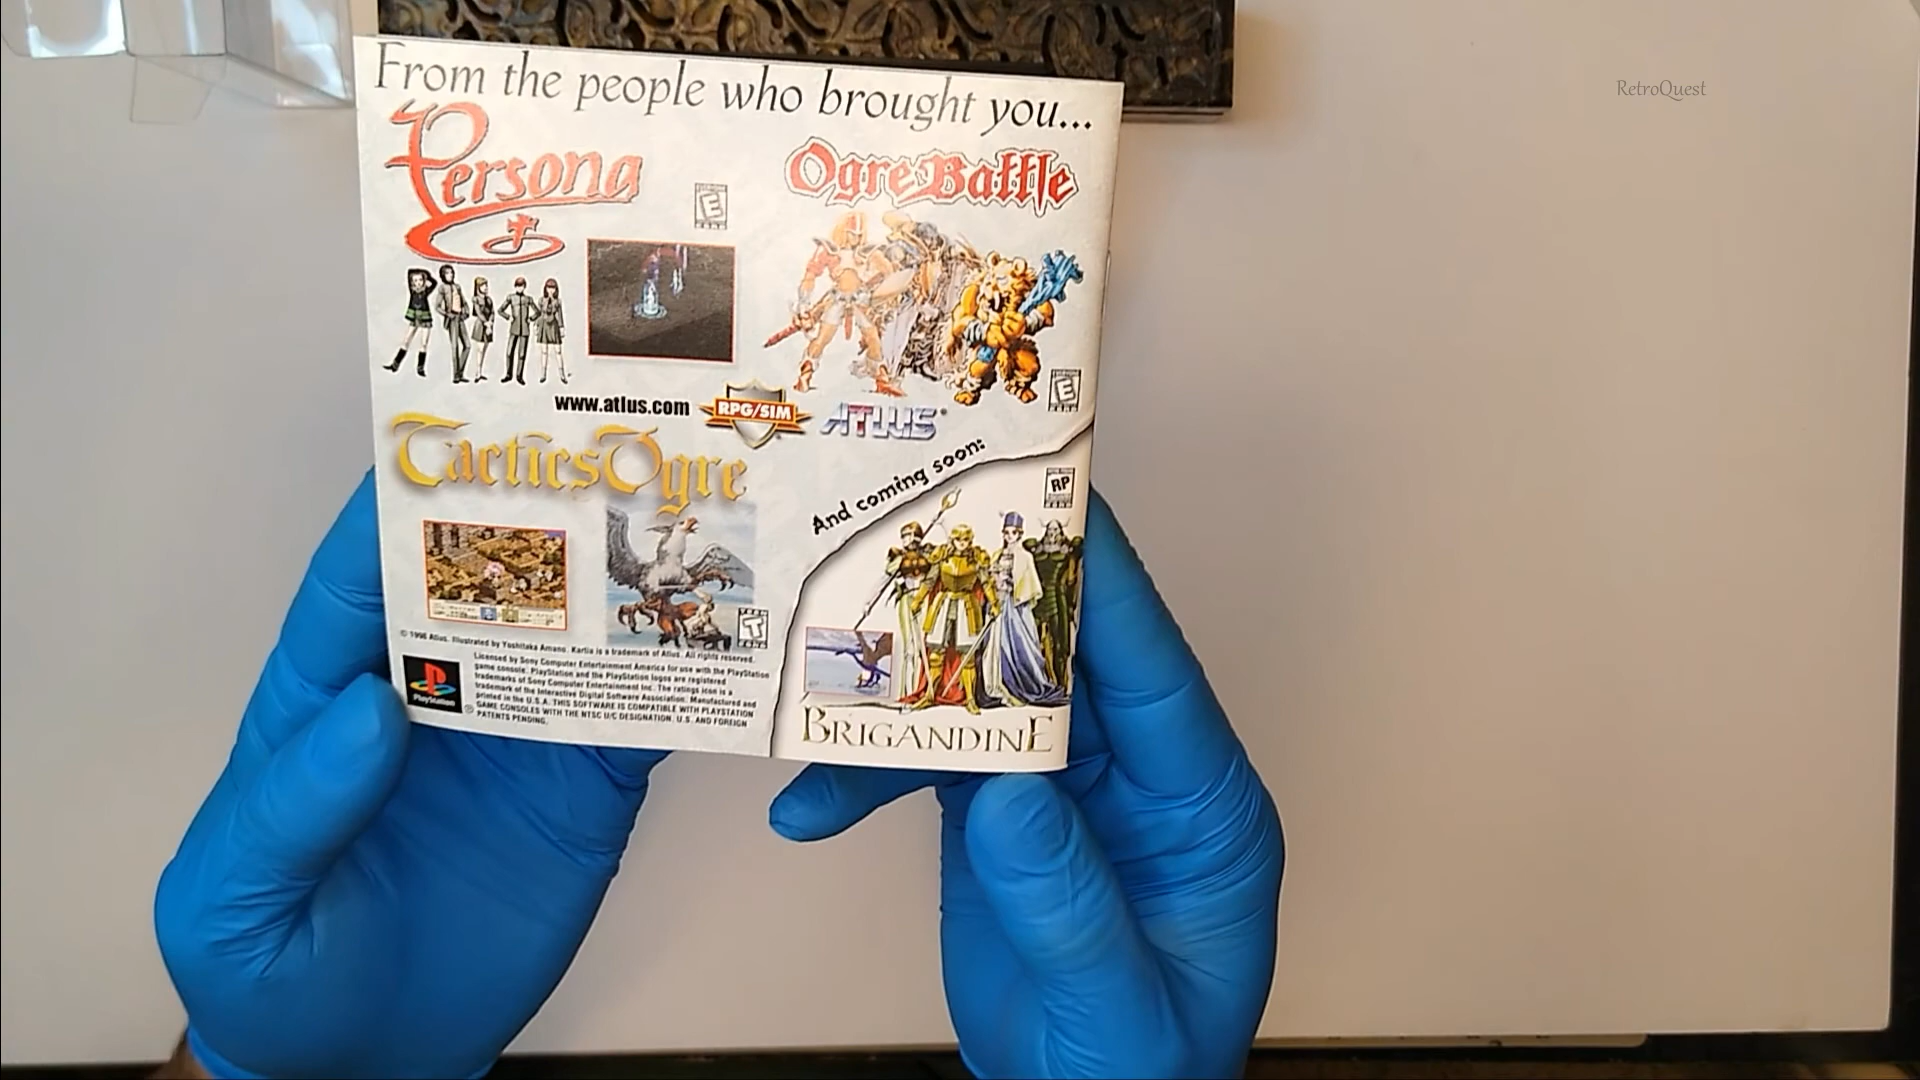 RetroQuest
From the people who brought you...
Persona
E
Ogre Battle
E
www.atlus.com
RPG/SIM
ATLUS
Tactics Ogre
TEEN
T
And coming soon:
RP
BRIGANDINE
© 1998 Atlus. Illustrated by Yoshitaka Amano. Kartia is a trademark of Atlus. All rights reserved.
Licensed by Sony Computer Entertainment America for use with the PlayStation
game console. PlayStation and the PlayStation logos are registered
trademarks of Sony Computer Entertainment Inc. The ratings icon is a
trademark of the Interactive Digital Software Association. Manufactured and
printed in the U.S.A. THIS SOFTWARE IS COMPATIBLE WITH PLAYSTATION
GAME CONSOLES WITH THE NTSC U/C DESIGNATION. U.S. AND FOREIGN
PATENTS PENDING.
PlayStation